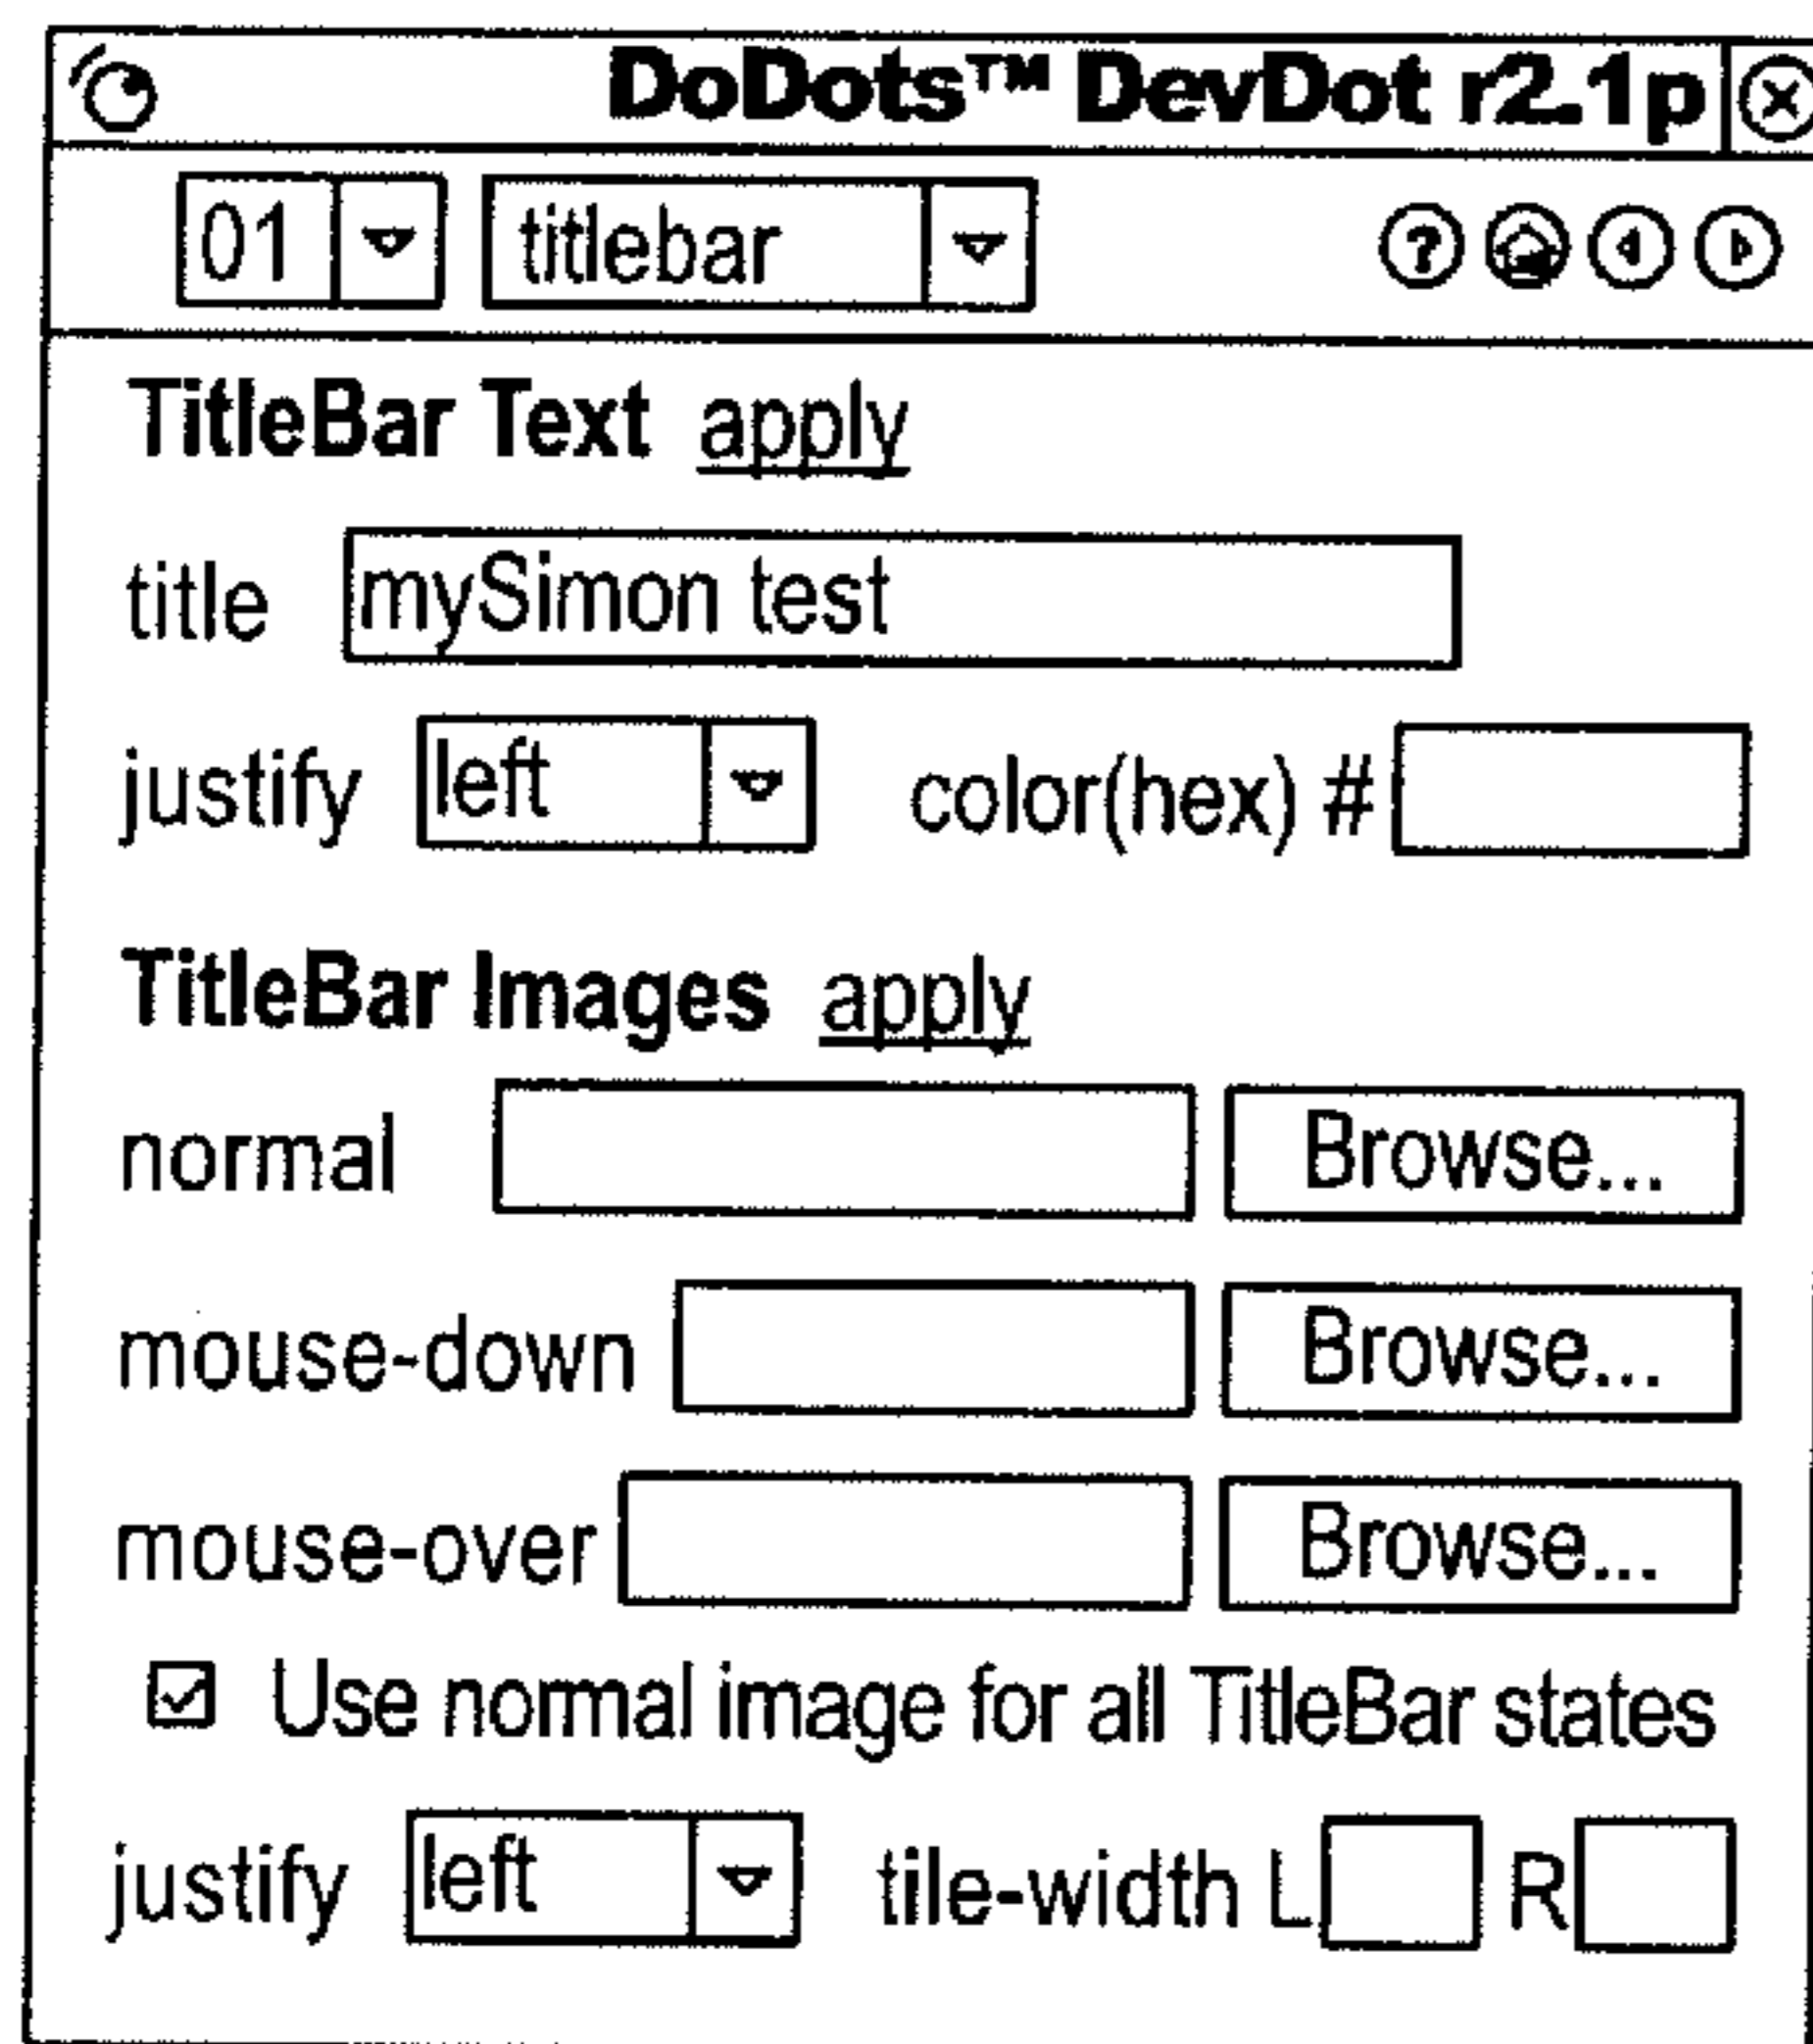 DoDots™ DevDot r2.1p
01 titlebar ?
TitleBar Text apply
title mySimon test
justify left color(hex) #
TitleBar Images apply
normal Browse...
mouse-down Browse...
mouse-over Browse...
Use normal image for all TitleBar states
justify left tile-width L R